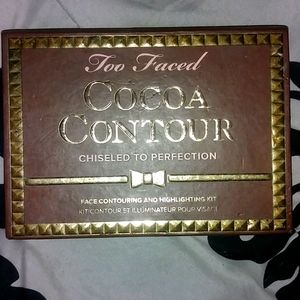 Too Faced
COCOA
CONTOUR
CHISELED TO PERFECTION
FACE CONTOURING AND HIGHLIGHTING KIT
KIT CONTOUR ET ILLUMINATEUR POUR VISAGE